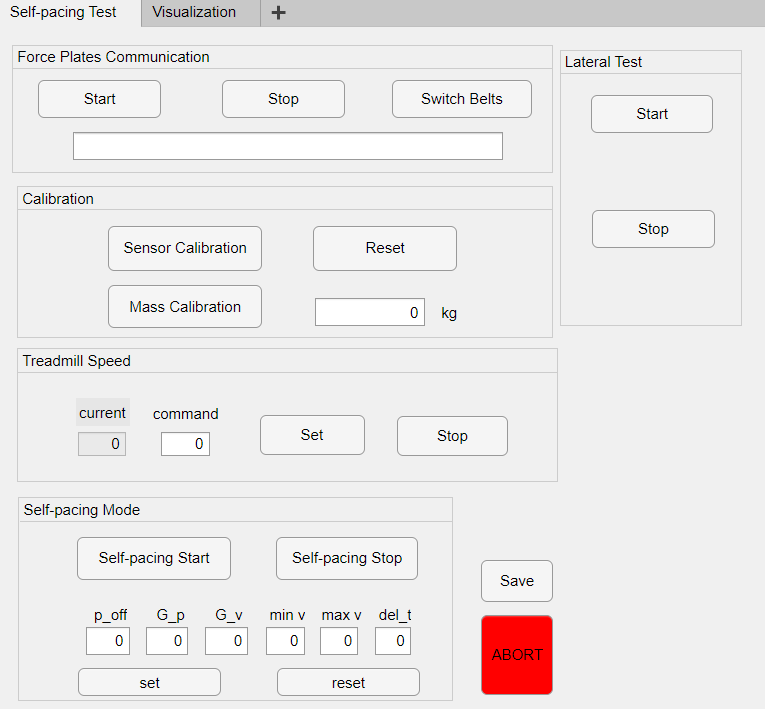 Self-pacing Test Visualization +
Force Plates Communication
Start Stop Switch Belts
Lateral Test
Start
Stop
Calibration
Sensor Calibration Reset
Mass Calibration 0 kg
Treadmill Speed
current command
0 0 Set Stop
Self-pacing Mode
Self-pacing Start Self-pacing Stop
p_off G_p G_v min v max v del_t
0 0 0 0 0 0
set reset
Save
ABORT